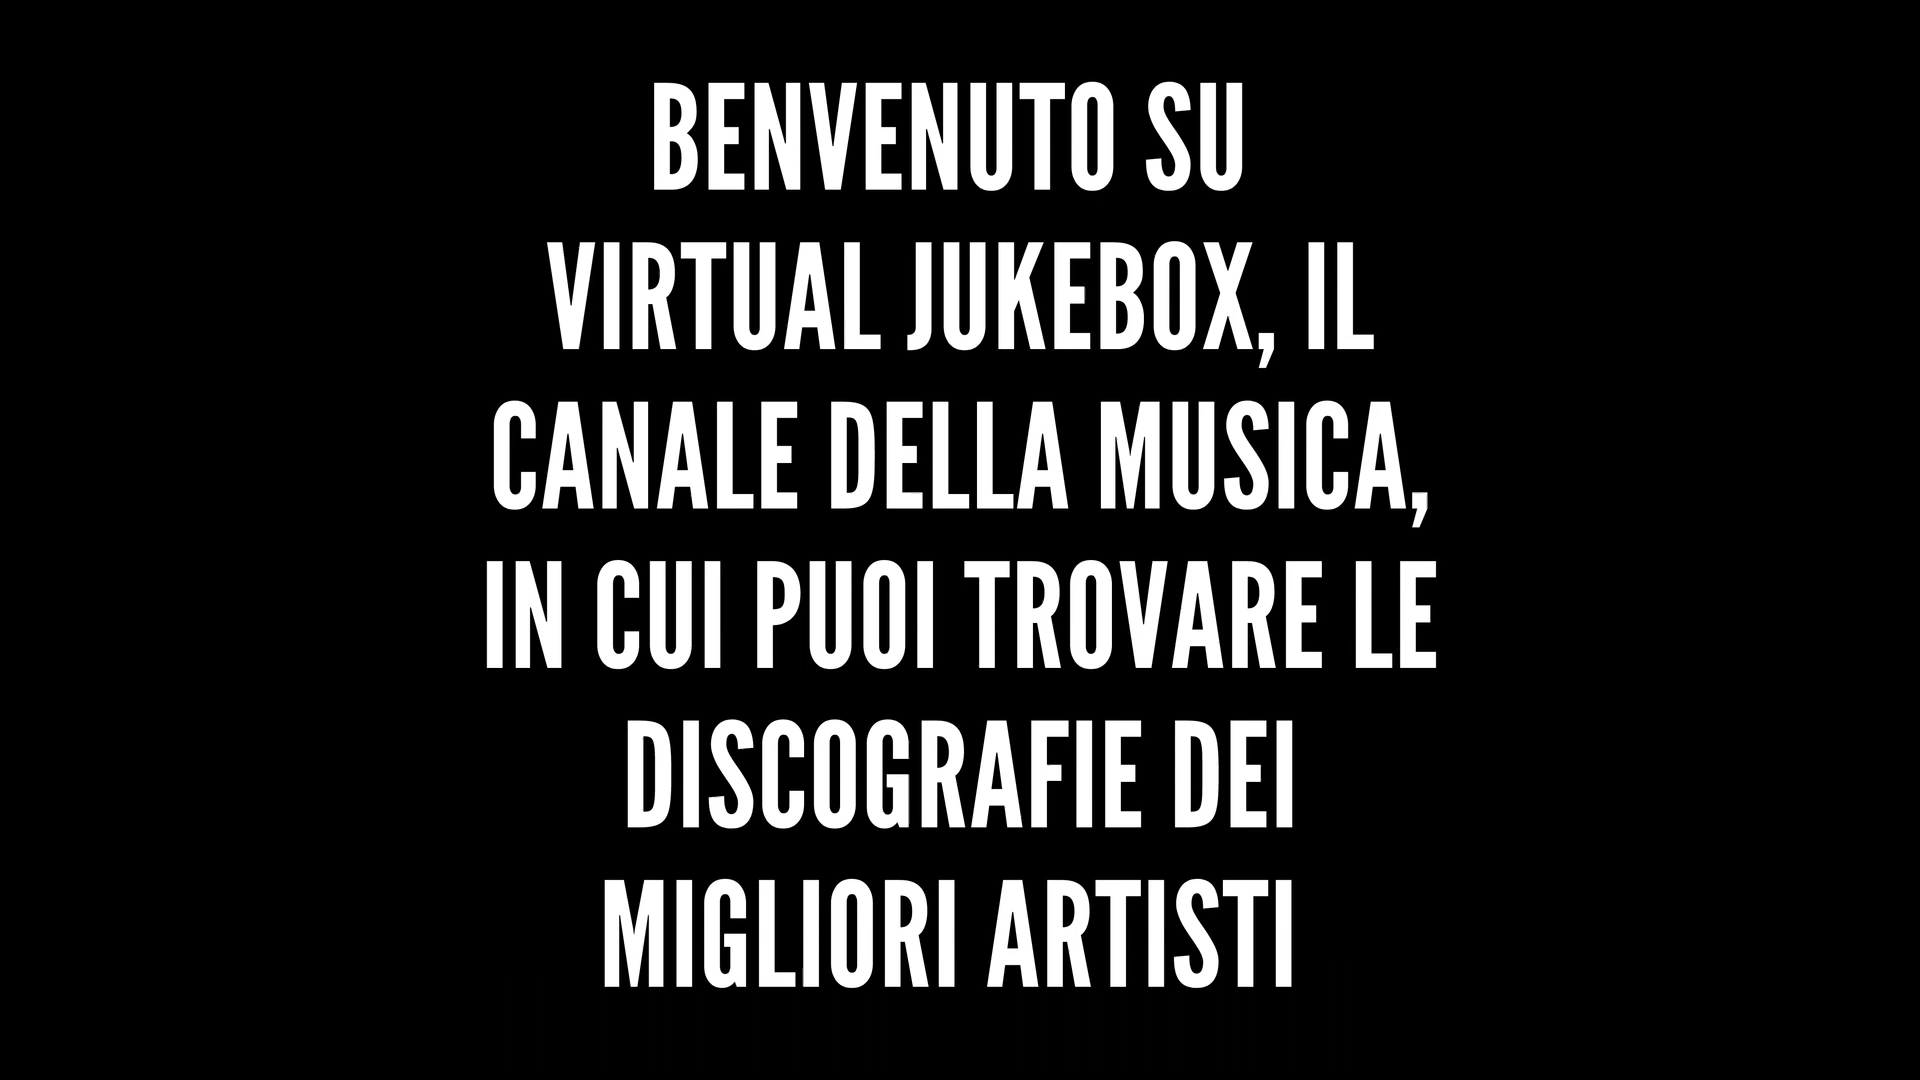 BENVENUTO SU
VIRTUAL JUKEBOX, IL
CANALE DELLA MUSICA,
IN CUI PUOI TROVARE LE
DISCOGRAFIE DEI
MIGLIORI ARTISTI